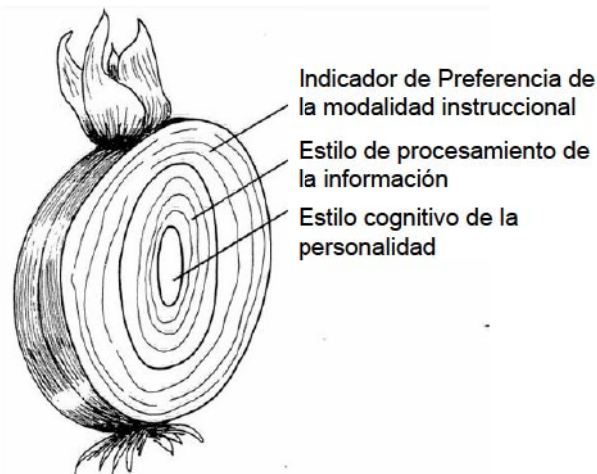 Indicador de Preferencia de
la modalidad instruccional
Estilo de procesamiento de
la información
Estilo cognitivo de la
personalidad